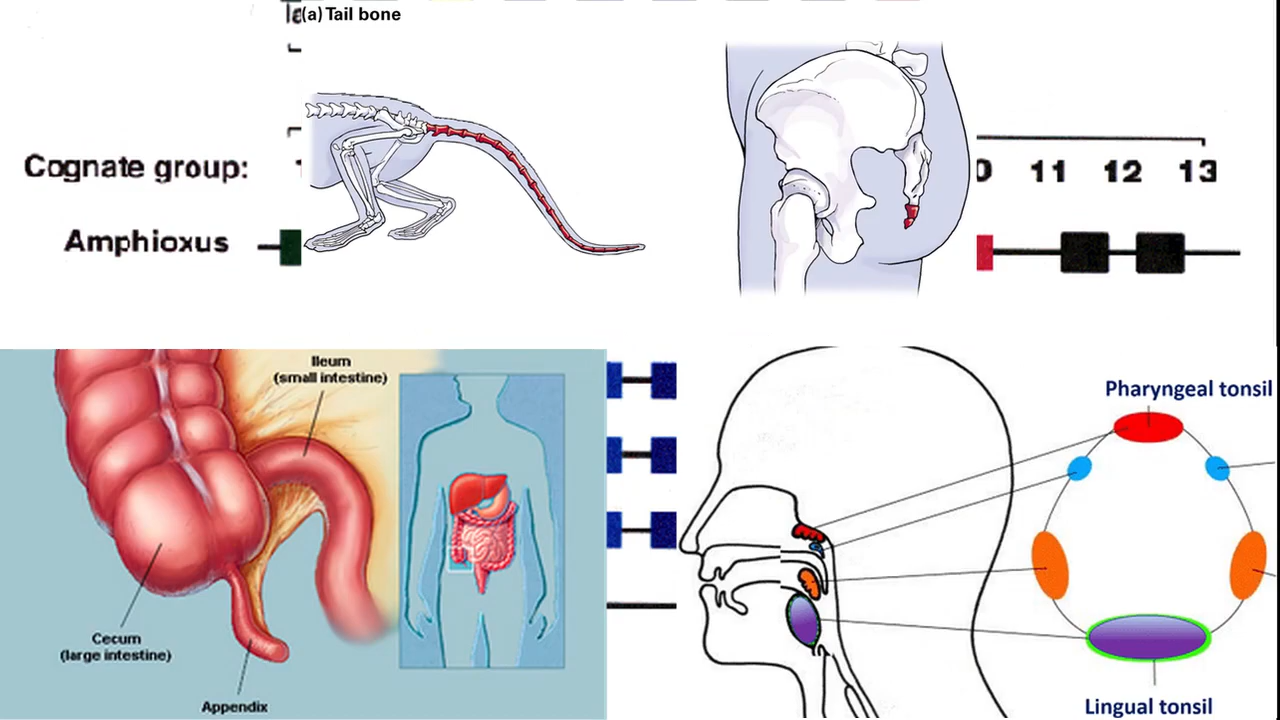 (a) Tail bone
Cognate group:
11 12 13
Amphioxus
Ileum
(small intestine)
Cecum
(large intestine)
Appendix
Pharyngeal tonsil
Lingual tonsil